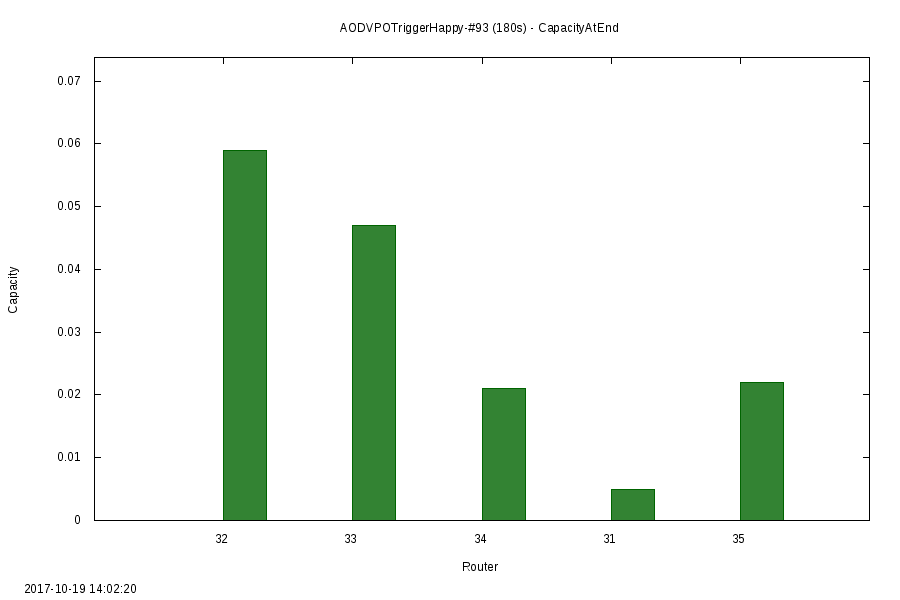 AODVPOTriggerHappy-#93 (180s) - CapacityAtEnd
0.07
0.06
0.05
0.04
0.03
0.02
0.01
0
Capacity
32 33 34 31 35
Router
2017-10-19 14:02:20